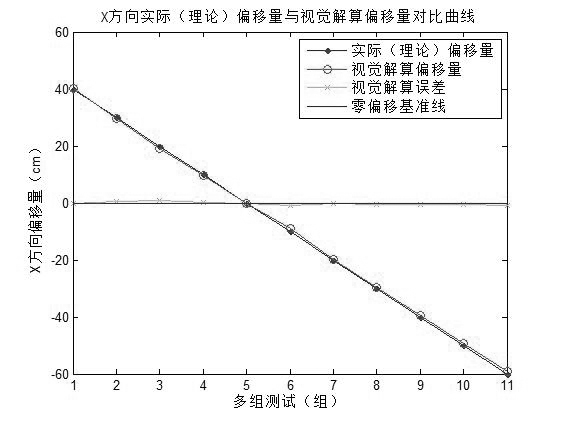 X方向实际（理论）偏移量与视觉解算偏移量对比曲线
实际（理论）偏移量
视觉解算偏移量
视觉解算误差
零偏移基准线
X方向偏移量（cm）
60
40
20
0
-20
-40
-60
1 2 3 4 5 6 7 8 9 10 11
多组测试（组）